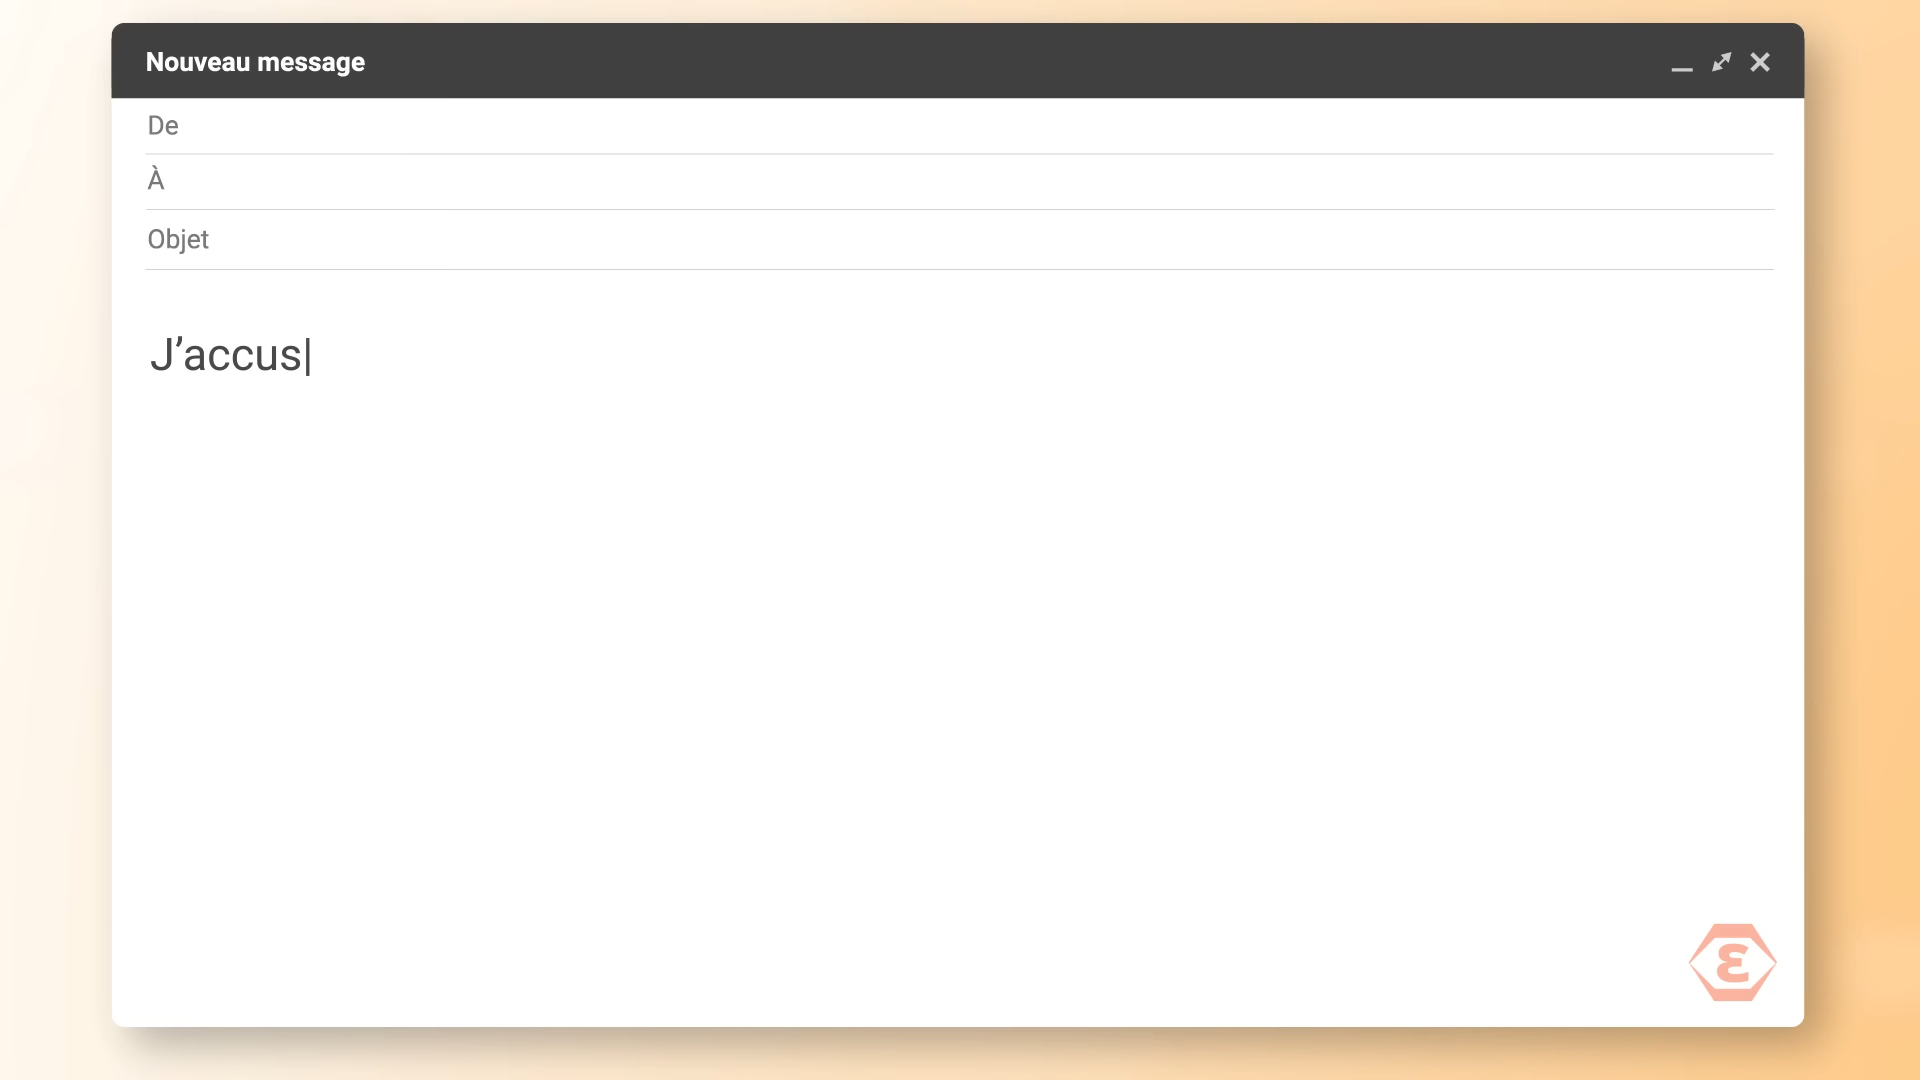 Nouveau message
De
À
Objet
J’accus
ε